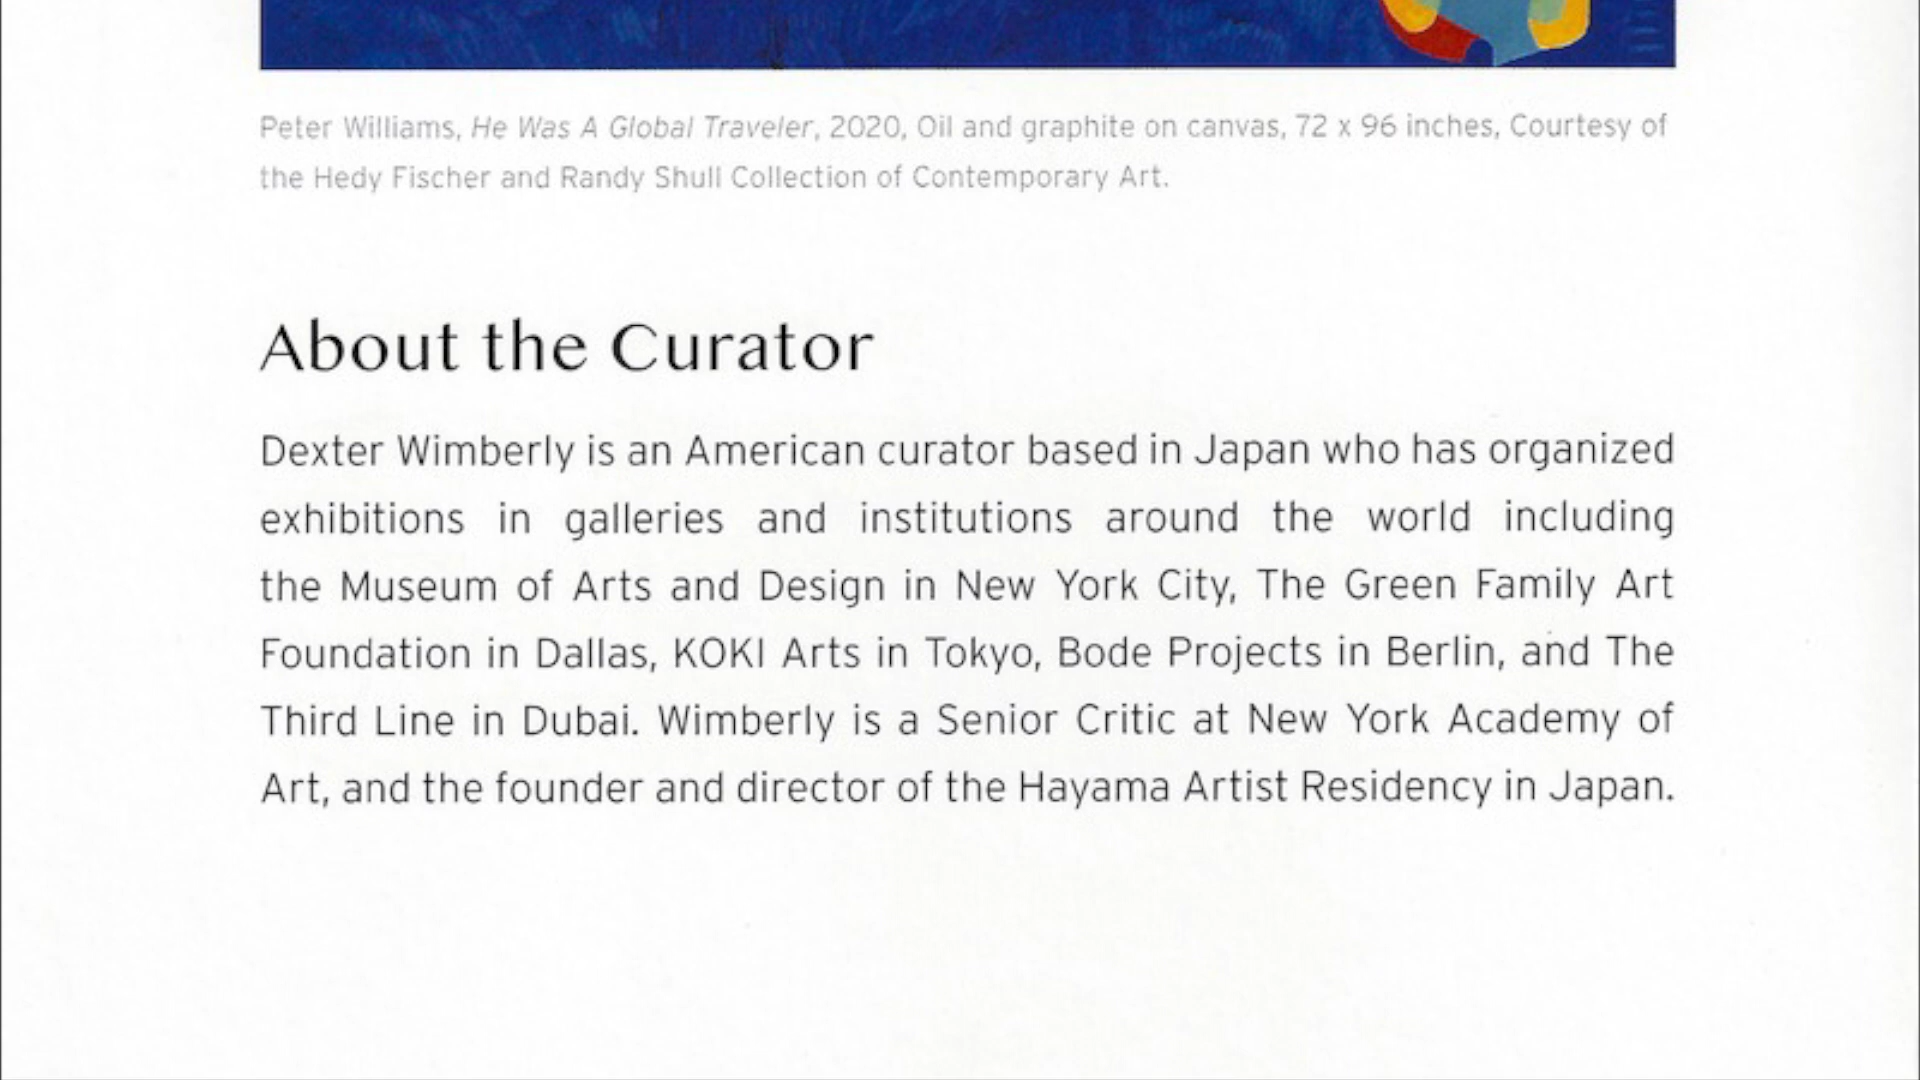 Peter Williams, He Was A Global Traveler, 2020, Oil and graphite on canvas, 72 x 96 inches, Courtesy of
the Hedy Fischer and Randy Shull Collection of Contemporary Art.
About the Curator
Dexter Wimberly is an American curator based in Japan who has organized
exhibitions in galleries and institutions around the world including
the Museum of Arts and Design in New York City, The Green Family Art
Foundation in Dallas, KOKI Arts in Tokyo, Bode Projects in Berlin, and The
Third Line in Dubai. Wimberly is a Senior Critic at New York Academy of
Art, and the founder and director of the Hayama Artist Residency in Japan.